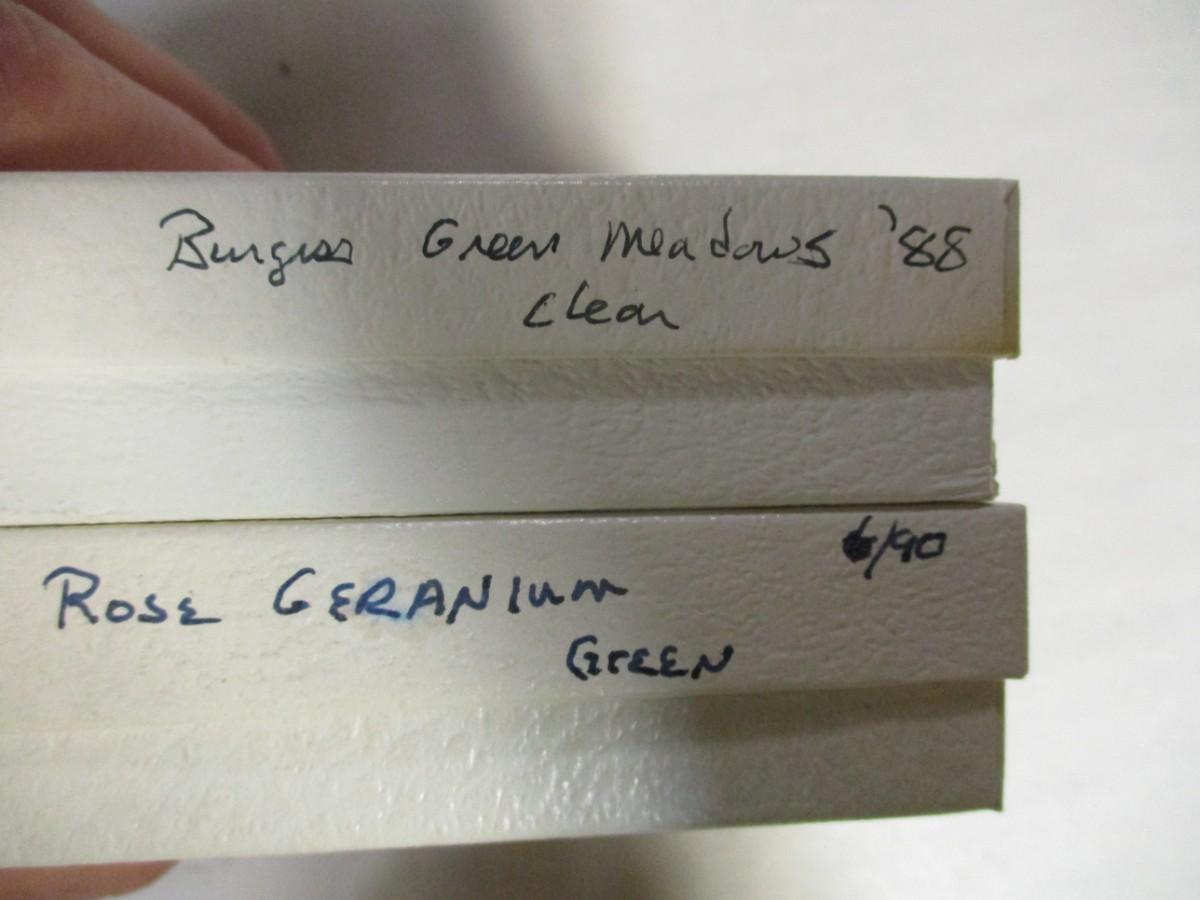 Burgess Green Meadows '88
Clear
6/90
ROSE GERANIUM
GREEN